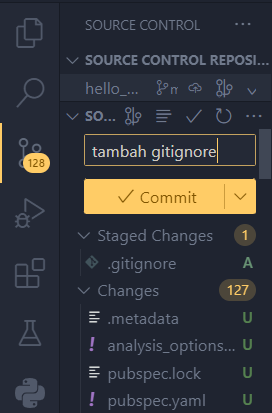 SOURCE CONTROL
SOURCE CONTROL REPOSI...
hello_...
SO...
tambah gitignore
Commit
128
Staged Changes 1
.gitignore A
Changes 127
.metadata U
analysis_options... U
pubspec.lock U
pubspec.yaml U